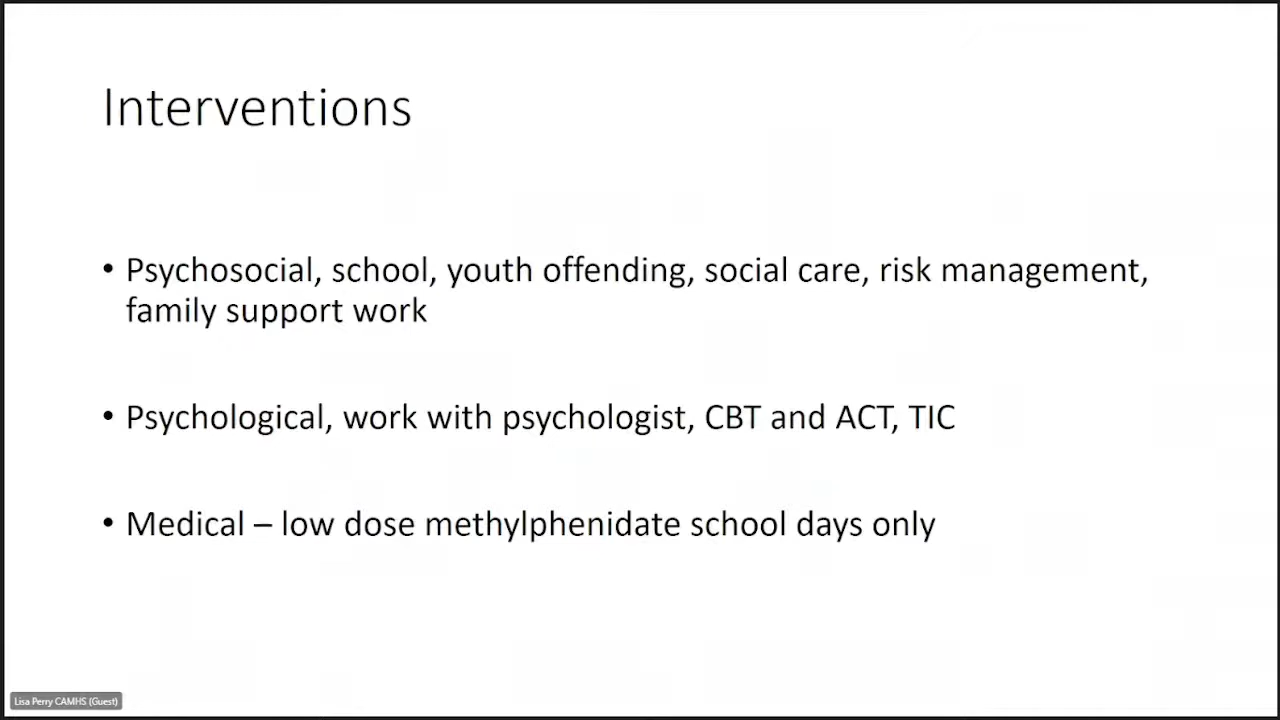 Interventions
• Psychosocial, school, youth offending, social care, risk management,
family support work
• Psychological, work with psychologist, CBT and ACT, TIC
• Medical – low dose methylphenidate school days only
Lisa Perry CAMHS (Guest)